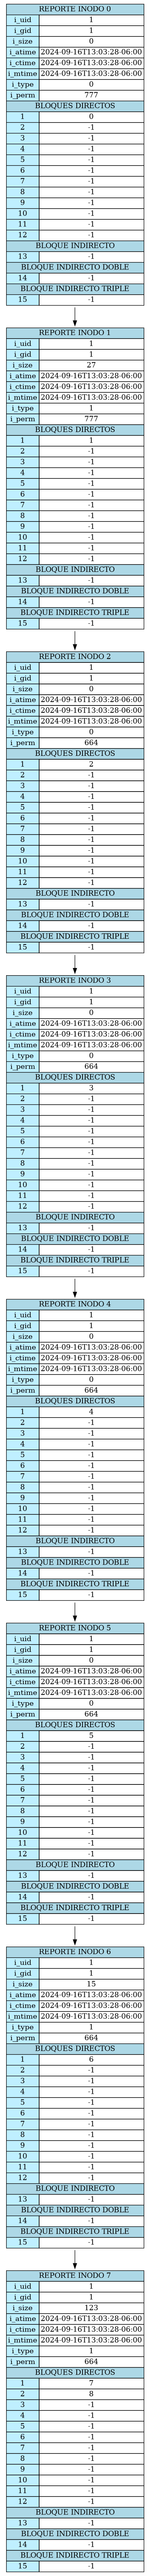 REPORTE INODO 0
i_uid 1
i_gid 1
i_size 0
i_atime 2024-09-16T13:03:28-06:00
i_ctime 2024-09-16T13:03:28-06:00
i_mtime 2024-09-16T13:03:28-06:00
i_type 0
i_perm 777
BLOQUES DIRECTOS
1 0
2 -1
3 -1
4 -1
5 -1
6 -1
7 -1
8 -1
9 -1
10 -1
11 -1
12 -1
BLOQUE INDIRECTO
13 -1
BLOQUE INDIRECTO DOBLE
14 -1
BLOQUE INDIRECTO TRIPLE
15 -1
REPORTE INODO 1
i_uid 1
i_gid 1
i_size 27
i_atime 2024-09-16T13:03:28-06:00
i_ctime 2024-09-16T13:03:28-06:00
i_mtime 2024-09-16T13:03:28-06:00
i_type 1
i_perm 777
BLOQUES DIRECTOS
1 1
2 -1
3 -1
4 -1
5 -1
6 -1
7 -1
8 -1
9 -1
10 -1
11 -1
12 -1
BLOQUE INDIRECTO
13 -1
BLOQUE INDIRECTO DOBLE
14 -1
BLOQUE INDIRECTO TRIPLE
15 -1
REPORTE INODO 2
i_uid 1
i_gid 1
i_size 0
i_atime 2024-09-16T13:03:28-06:00
i_ctime 2024-09-16T13:03:28-06:00
i_mtime 2024-09-16T13:03:28-06:00
i_type 0
i_perm 664
BLOQUES DIRECTOS
1 2
2 -1
3 -1
4 -1
5 -1
6 -1
7 -1
8 -1
9 -1
10 -1
11 -1
12 -1
BLOQUE INDIRECTO
13 -1
BLOQUE INDIRECTO DOBLE
14 -1
BLOQUE INDIRECTO TRIPLE
15 -1
REPORTE INODO 3
i_uid 1
i_gid 1
i_size 0
i_atime 2024-09-16T13:03:28-06:00
i_ctime 2024-09-16T13:03:28-06:00
i_mtime 2024-09-16T13:03:28-06:00
i_type 0
i_perm 664
BLOQUES DIRECTOS
1 3
2 -1
3 -1
4 -1
5 -1
6 -1
7 -1
8 -1
9 -1
10 -1
11 -1
12 -1
BLOQUE INDIRECTO
13 -1
BLOQUE INDIRECTO DOBLE
14 -1
BLOQUE INDIRECTO TRIPLE
15 -1
REPORTE INODO 4
i_uid 1
i_gid 1
i_size 0
i_atime 2024-09-16T13:03:28-06:00
i_ctime 2024-09-16T13:03:28-06:00
i_mtime 2024-09-16T13:03:28-06:00
i_type 0
i_perm 664
BLOQUES DIRECTOS
1 4
2 -1
3 -1
4 -1
5 -1
6 -1
7 -1
8 -1
9 -1
10 -1
11 -1
12 -1
BLOQUE INDIRECTO
13 -1
BLOQUE INDIRECTO DOBLE
14 -1
BLOQUE INDIRECTO TRIPLE
15 -1
REPORTE INODO 5
i_uid 1
i_gid 1
i_size 0
i_atime 2024-09-16T13:03:28-06:00
i_ctime 2024-09-16T13:03:28-06:00
i_mtime 2024-09-16T13:03:28-06:00
i_type 0
i_perm 664
BLOQUES DIRECTOS
1 5
2 -1
3 -1
4 -1
5 -1
6 -1
7 -1
8 -1
9 -1
10 -1
11 -1
12 -1
BLOQUE INDIRECTO
13 -1
BLOQUE INDIRECTO DOBLE
14 -1
BLOQUE INDIRECTO TRIPLE
15 -1
REPORTE INODO 6
i_uid 1
i_gid 1
i_size 15
i_atime 2024-09-16T13:03:28-06:00
i_ctime 2024-09-16T13:03:28-06:00
i_mtime 2024-09-16T13:03:28-06:00
i_type 1
i_perm 664
BLOQUES DIRECTOS
1 6
2 -1
3 -1
4 -1
5 -1
6 -1
7 -1
8 -1
9 -1
10 -1
11 -1
12 -1
BLOQUE INDIRECTO
13 -1
BLOQUE INDIRECTO DOBLE
14 -1
BLOQUE INDIRECTO TRIPLE
15 -1
REPORTE INODO 7
i_uid 1
i_gid 1
i_size 123
i_atime 2024-09-16T13:03:28-06:00
i_ctime 2024-09-16T13:03:28-06:00
i_mtime 2024-09-16T13:03:28-06:00
i_type 1
i_perm 664
BLOQUES DIRECTOS
1 7
2 8
3 -1
4 -1
5 -1
6 -1
7 -1
8 -1
9 -1
10 -1
11 -1
12 -1
BLOQUE INDIRECTO
13 -1
BLOQUE INDIRECTO DOBLE
14 -1
BLOQUE INDIRECTO TRIPLE
15 -1